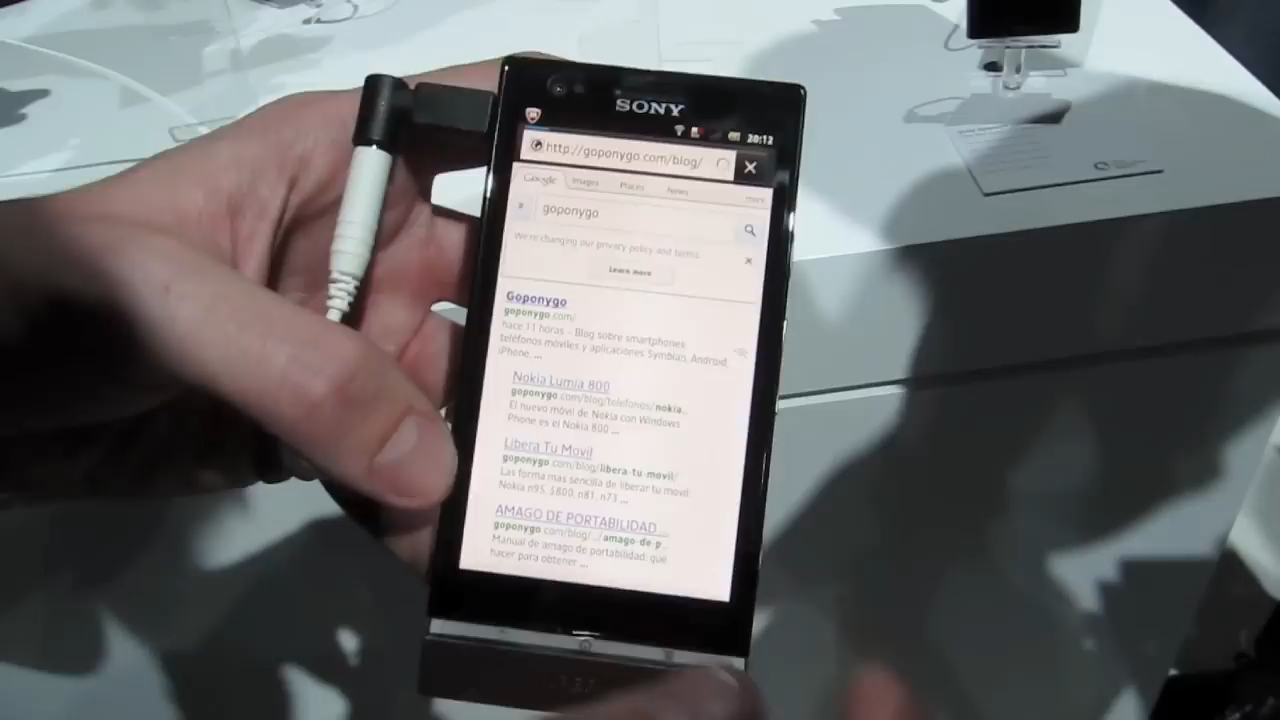 SONY
20:12
http://goponygo.com/blog/
Google Images Places News more
goponygo
We're changing our privacy policy and terms.
Learn more
Goponygo
goponygo.com/
hace 11 horas - Blog sobre smartphones
teléfonos móviles y aplicaciones Symbian, Android,
iPhone. ...
Nokia Lumia 800
goponygo.com/blog/telefonos/nokia..
El nuevo móvil de Nokia con Windows
Phone es el Nokia 800 ...
Libera Tu Movil
goponygo.com/blog/libera-tu-movil/
Las forma mas sencilla de liberar tu movil
Nokia n95, 5800, n81, n73 ...
AMAGO DE PORTABILIDAD ...
goponygo.com/blog/../amago-de-p..
Manual de amago de portabilidad: que
hacer para obtener ...